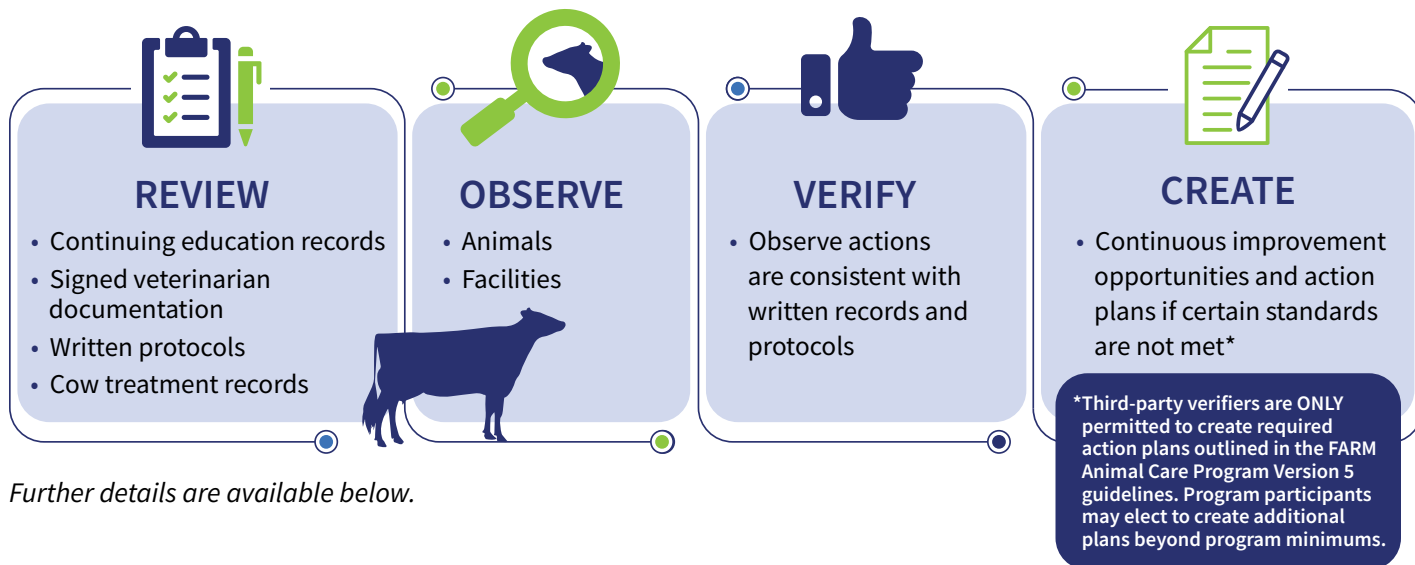 REVIEW
• Continuing education records
• Signed veterinarian
documentation
• Written protocols
• Cow treatment records
OBSERVE
• Animals
• Facilities
VERIFY
• Observe actions
are consistent with
written records and
protocols
CREATE
• Continuous improvement
opportunities and action
plans if certain standards
are not met*
*Third-party verifiers are ONLY
permitted to create required
action plans outlined in the FARM
Animal Care Program Version 5
guidelines. Program participants
may elect to create additional
plans beyond program minimums.
Further details are available below.